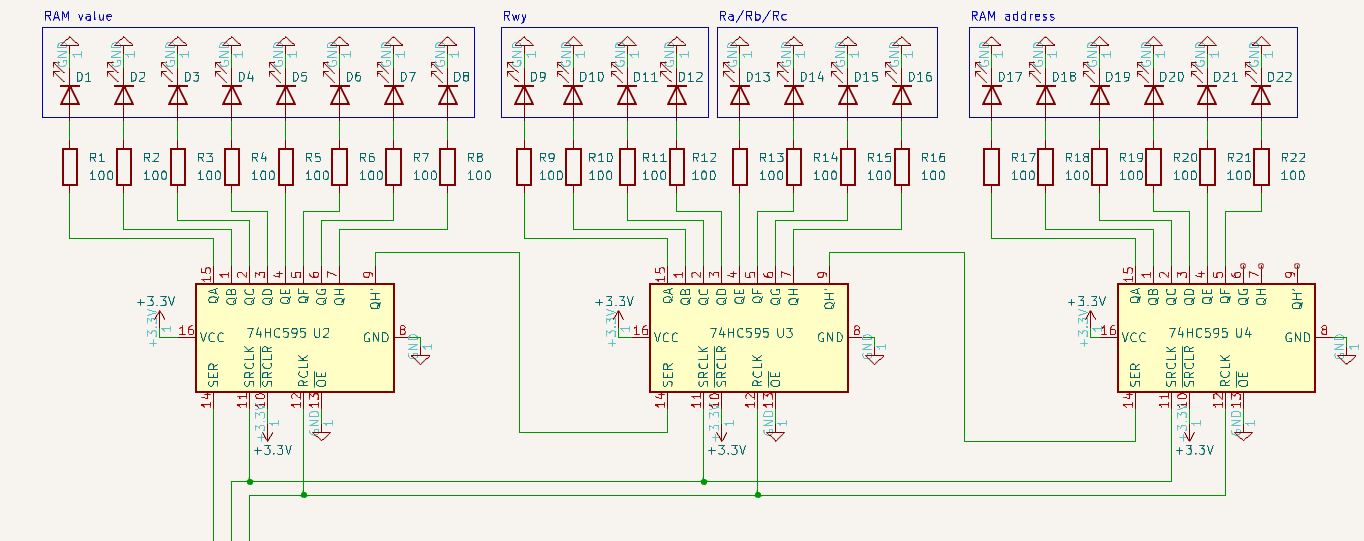 RAM value Rwy Ra/Rb/Rc RAM address
GND 1 GND 1 GND 1 GND 1 GND 1 GND 1 GND 1 GND 1 GND 1 GND 1 GND 1 GND 1 GND 1 GND 1 GND 1 GND 1 GND 1 GND 1 GND 1 GND 1 GND 1 GND 1
D1 D2 D3 D4 D5 D6 D7 D8 D9 D10 D11 D12 D13 D14 D15 D16 D17 D18 D19 D20 D21 D22
R1 R2 R3 R4 R5 R6 R7 R8 R9 R10 R11 R12 R13 R14 R15 R16 R17 R18 R19 R20 R21 R22
100 100 100 100 100 100 100 100 100 100 100 100 100 100 100 100 100 100 100 100 100 100
15 1 2 3 4 5 6 7 9 15 1 2 3 4 5 6 7 9 15 1 2 3 4 5 6 7 9
QA QB QC QD QE QF QG QH QH' QA QB QC QD QE QF QG QH QH' QA QB QC QD QE QF QG QH QH'
+3.3V +3.3V +3.3V
+3.3V 1 +3.3V 1 +3.3V 1
16 VCC 74HC595 U2 GND 8 GND 1 16 VCC 74HC595 U3 GND 8 GND 1 16 VCC 74HC595 U4 GND 8 GND 1
SER SRCLK SRCLR RCLK OE SER SRCLK SRCLR RCLK OE SER SRCLK SRCLR RCLK OE
14 11 10 12 13 14 11 10 12 13 14 11 10 12 13
+3.3V 1 GND 1 +3.3V 1 GND 1 +3.3V 1 GND 1
+3.3V +3.3V +3.3V